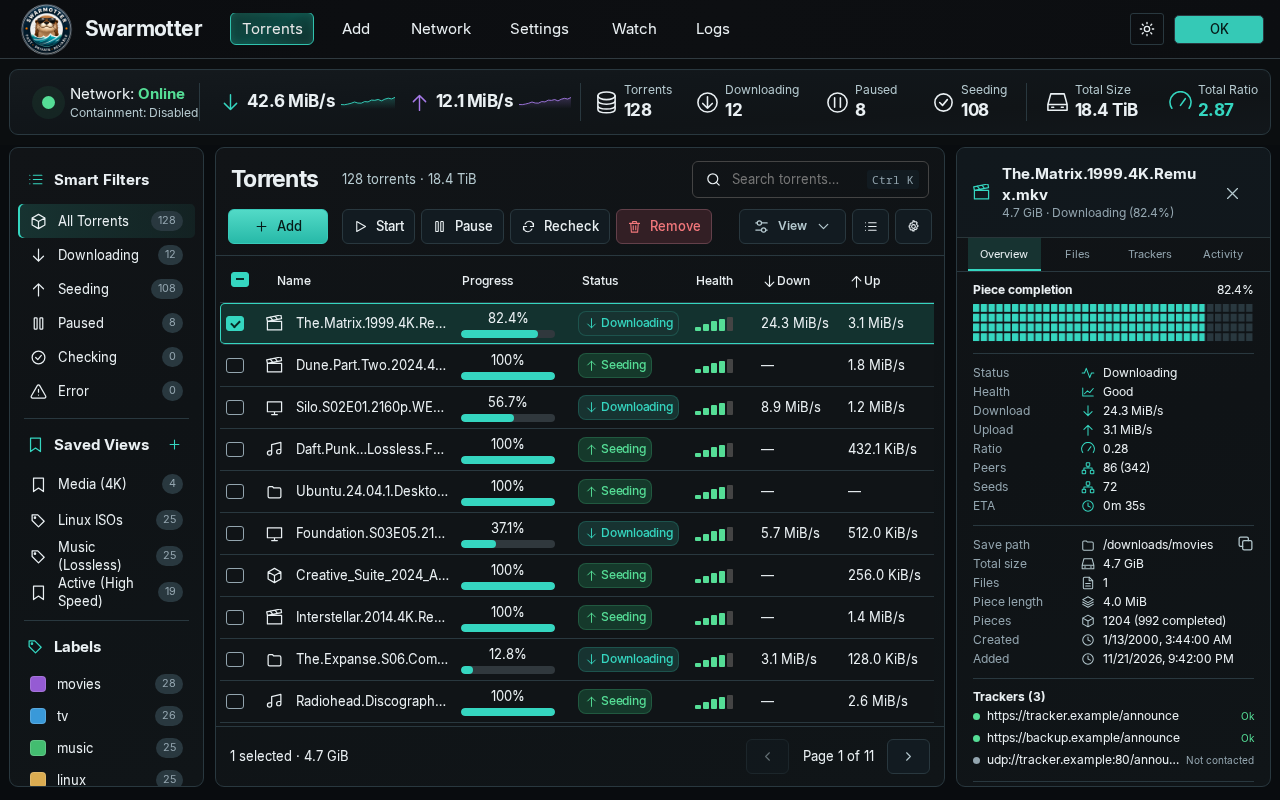 Swarmotter
Torrents
Add
Network
Settings
Watch
Logs
OK
Network: Online
Containment: Disabled
42.6 MiB/s
12.1 MiB/s
Torrents
128
Downloading
12
Paused
8
Seeding
108
Total Size
18.4 TiB
Total Ratio
2.87
Smart Filters
All Torrents 128
Downloading 12
Seeding 108
Paused 8
Checking 0
Error 0
Saved Views +
Media (4K) 4
Linux ISOs 25
Music (Lossless) 25
Active (High Speed) 19
Labels
movies 28
tv 26
music 25
linux 25
Torrents
128 torrents · 18.4 TiB
Search torrents...
Ctrl K
+ Add
Start
Pause
Recheck
Remove
View
Name Progress Status Health ↓ Down ↑ Up
The.Matrix.1999.4K.Re... 82.4% ↓ Downloading 24.3 MiB/s 3.1 MiB/s
Dune.Part.Two.2024.4... 100% ↑ Seeding — 1.8 MiB/s
Silo.S02E01.2160p.WE... 56.7% ↓ Downloading 8.9 MiB/s 1.2 MiB/s
Daft.Punk...Lossless.F... 100% ↑ Seeding — 432.1 KiB/s
Ubuntu.24.04.1.Deskto... 100% ↑ Seeding — —
Foundation.S03E05.21... 37.1% ↓ Downloading 5.7 MiB/s 512.0 KiB/s
Creative_Suite_2024_A... 100% ↑ Seeding — 256.0 KiB/s
Interstellar.2014.4K.Re... 100% ↑ Seeding — 1.4 MiB/s
The.Expanse.S06.Com... 12.8% ↓ Downloading 3.1 MiB/s 128.0 KiB/s
Radiohead.Discograph... 100% ↑ Seeding — 2.6 MiB/s
1 selected · 4.7 GiB
Page 1 of 11
The.Matrix.1999.4K.Remu
x.mkv
4.7 GiB · Downloading (82.4%)
Overview
Files
Trackers
Activity
Piece completion 82.4%
Status Downloading
Health Good
Download 24.3 MiB/s
Upload 3.1 MiB/s
Ratio 0.28
Peers 86 (342)
Seeds 72
ETA 0m 35s
Save path /downloads/movies
Total size 4.7 GiB
Files 1
Piece length 4.0 MiB
Pieces 1204 (992 completed)
Created 1/13/2000, 3:44:00 AM
Added 11/21/2026, 9:42:00 PM
Trackers (3)
https://tracker.example/announce Ok
https://backup.example/announce Ok
udp://tracker.example:80/annou... Not contacted